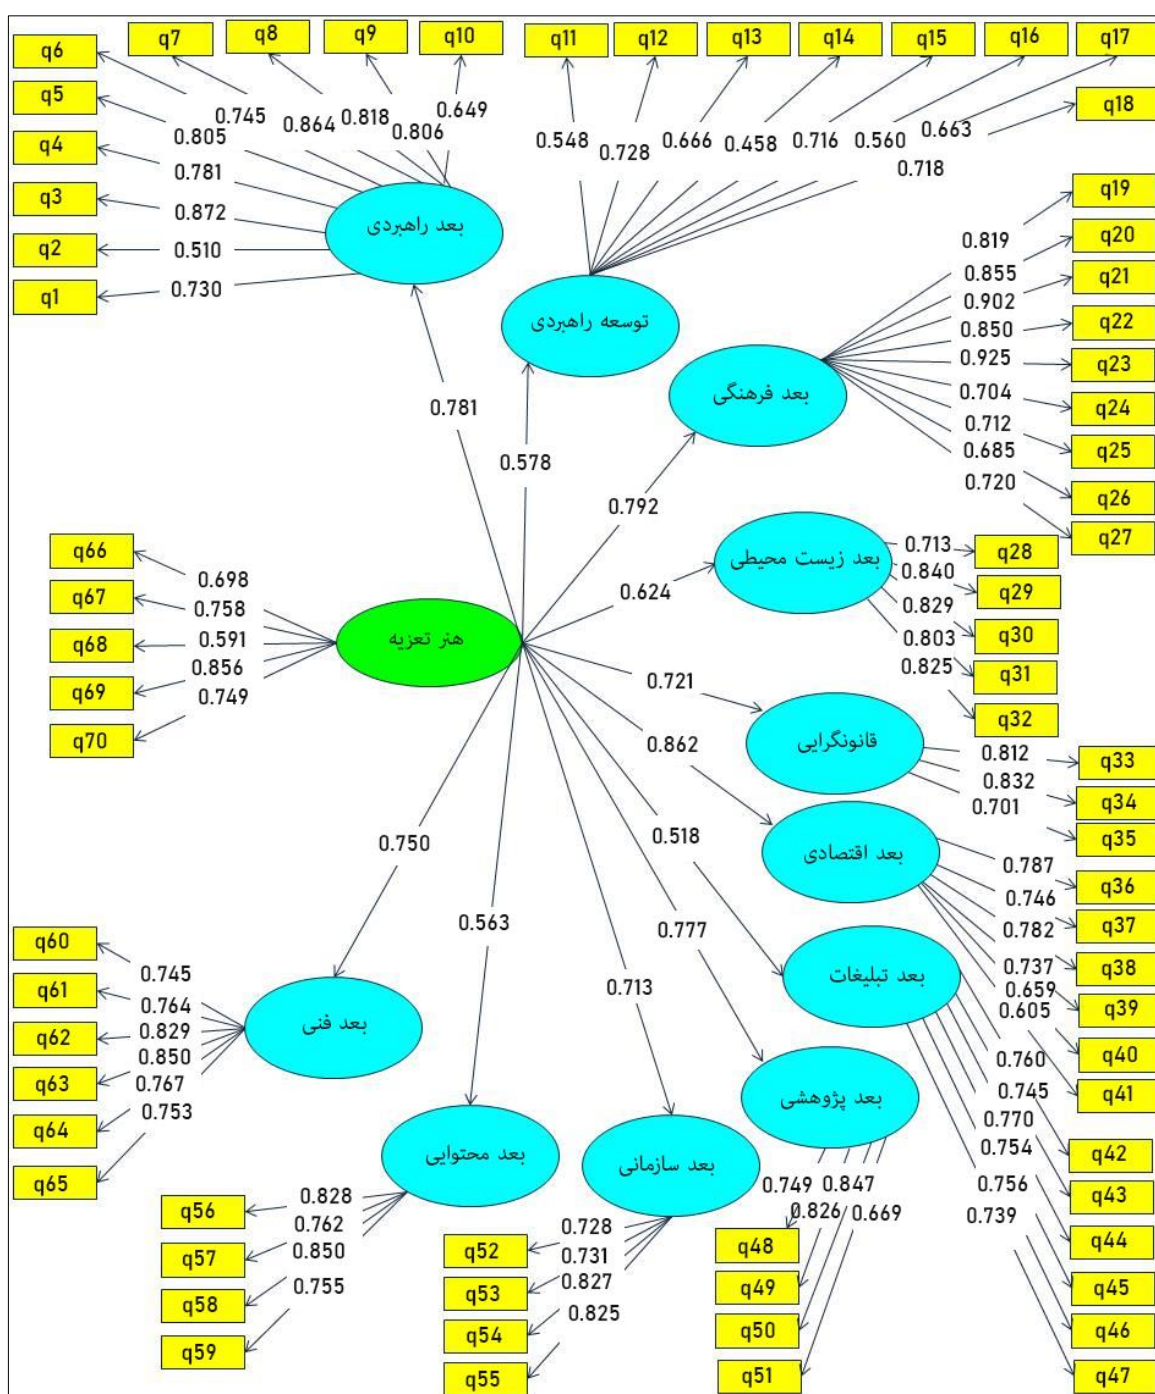 q6
q7
q8
q9
q10
q11
q12
q13
q14
q15
q16
q17
q5
q4
q3
q2
q1
q18
0.745
0.864
0.818
0.806
0.649
0.805
0.781
0.872
0.510
0.730
بعد راهبردی
0.548
0.728
0.666
0.458
0.716
0.560
0.663
0.718
توسعه راهبردی
q19
q20
q21
q22
q23
q24
q25
q26
q27
0.819
0.855
0.902
0.850
0.925
0.704
0.712
0.685
0.720
بعد فرهنگی
0.781
0.578
0.792
0.624
0.721
0.862
0.518
0.777
0.713
0.563
0.750
q66
q67
q68
q69
q70
0.698
0.758
0.591
0.856
0.749
هنر تعزیه
بعد زیست محیطی
0.713
0.840
0.829
0.803
0.825
q28
q29
q30
q31
q32
قانونگرایی
0.812
0.832
0.701
q33
q34
q35
بعد اقتصادی
0.787
0.746
0.782
0.737
0.659
0.605
q36
q37
q38
q39
q40
q41
بعد تبلیغات
0.760
0.745
0.770
0.754
0.756
0.739
q42
q43
q44
q45
q46
q47
بعد پژوهشی
0.749
0.847
0.826
0.669
q48
q49
q50
q51
بعد سازمانی
0.728
0.731
0.827
0.825
q52
q53
q54
q55
بعد محتوایی
0.828
0.762
0.850
0.755
q56
q57
q58
q59
بعد فنی
0.745
0.764
0.829
0.850
0.767
0.753
q60
q61
q62
q63
q64
q65